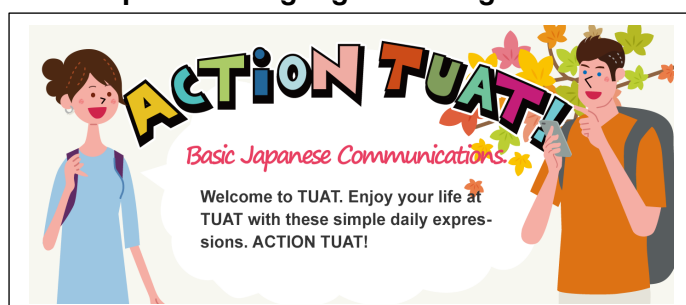 ACTiON TUAT!
Basic Japanese Communications.
Welcome to TUAT. Enjoy your life at
TUAT with these simple daily expres-
sions. ACTION TUAT!